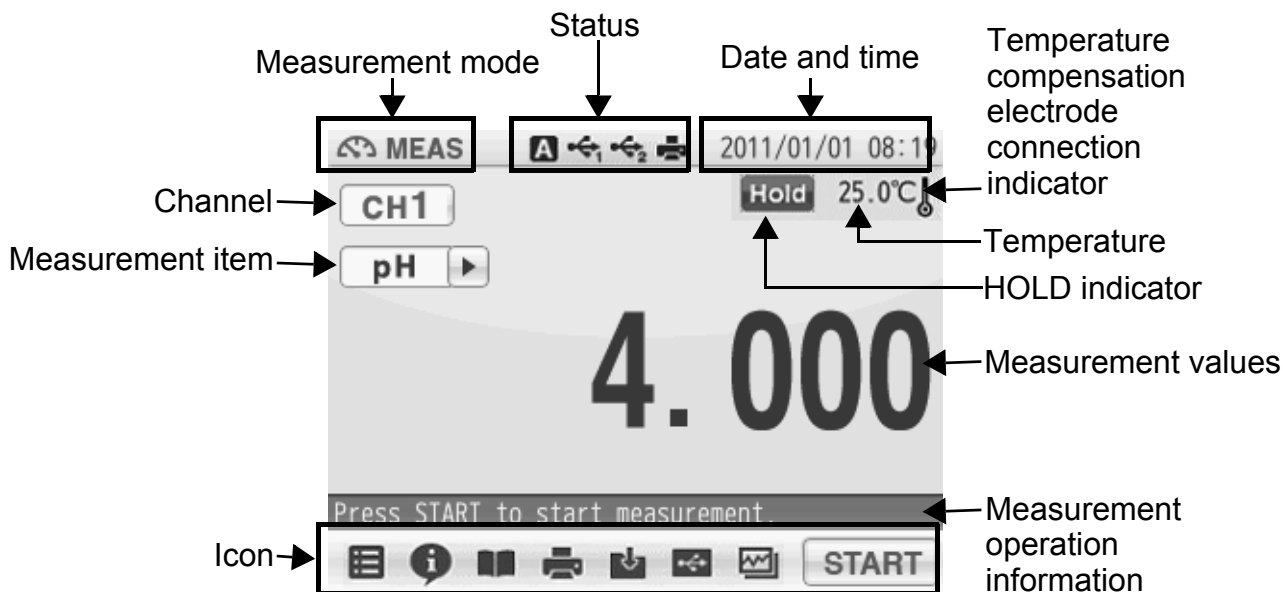 Status
Measurement mode
Date and time
Temperature
compensation
electrode
connection
indicator
MEAS
A 1 2
2011/01/01 08:19
Channel
CH1
Hold
25.0℃
Measurement item
pH
Temperature
HOLD indicator
4.000
Measurement values
Press START to start measurement.
Measurement
operation
information
Icon
START